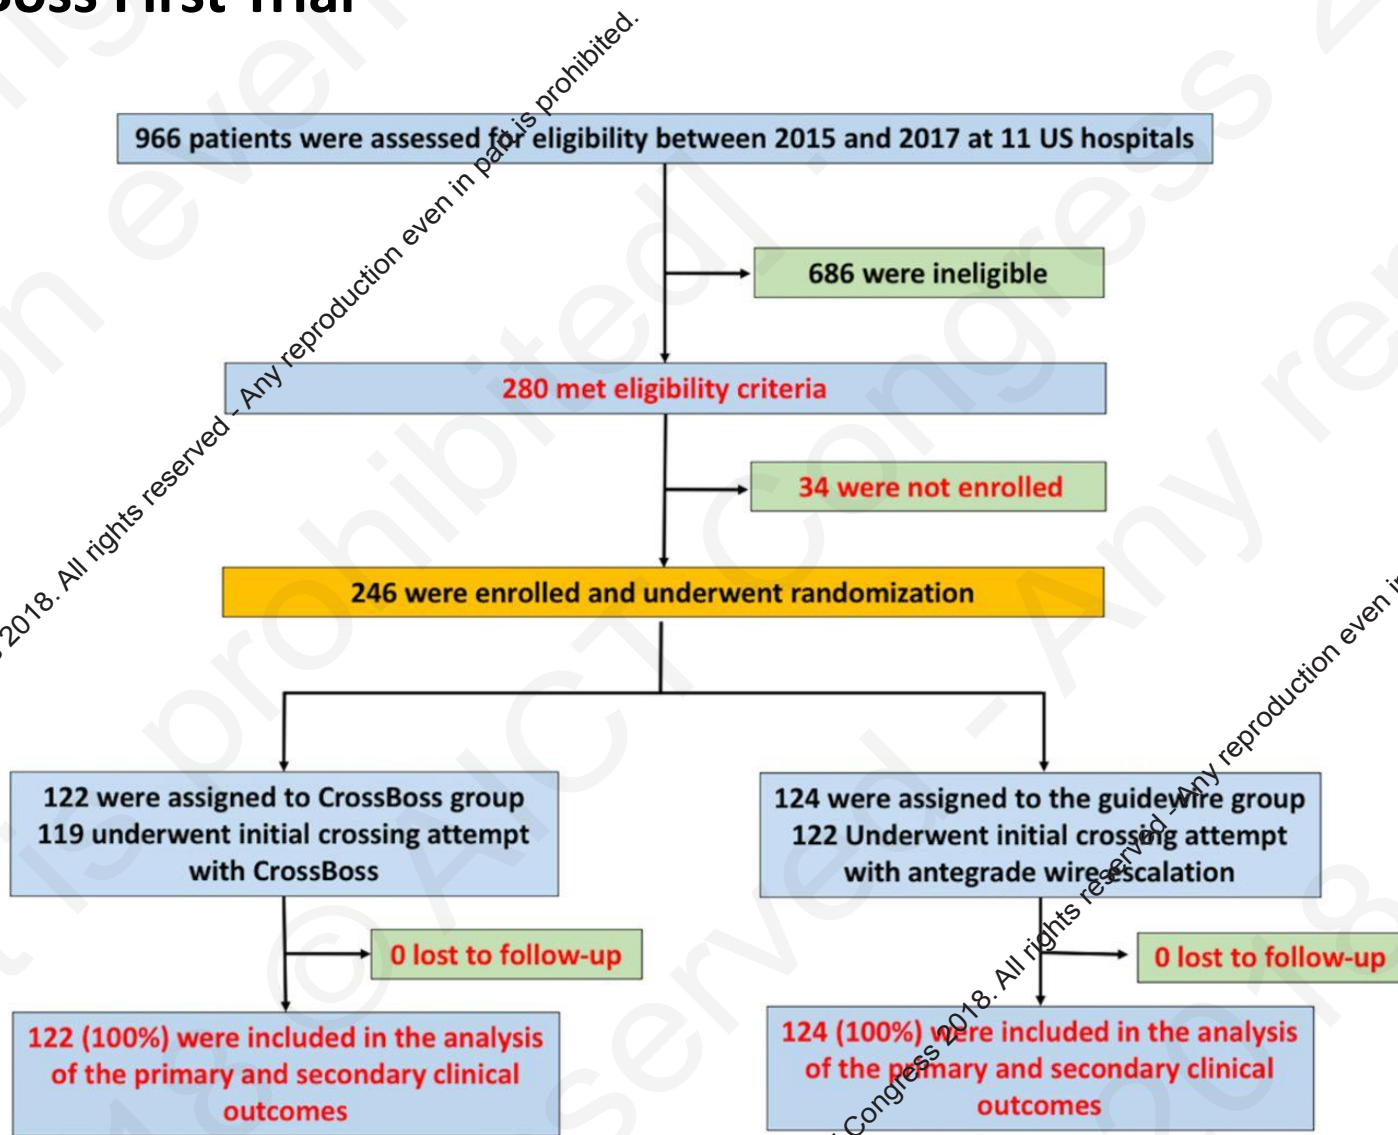 Boss First Trial
966 patients were assessed for eligibility between 2015 and 2017 at 11 US hospitals
686 were ineligible
280 met eligibility criteria
34 were not enrolled
246 were enrolled and underwent randomization
122 were assigned to CrossBoss group
119 underwent initial crossing attempt
with CrossBoss
124 were assigned to the guidewire group
122 Underwent initial crossing attempt
with antegrade wire escalation
0 lost to follow-up
0 lost to follow-up
122 (100%) were included in the analysis
of the primary and secondary clinical
outcomes
124 (100%) were included in the analysis
of the primary and secondary clinical
outcomes
2018. All rights reserved - Any reproduction even in part is prohibited.
Congress 2018. All rights reserved - Any reproduction even in